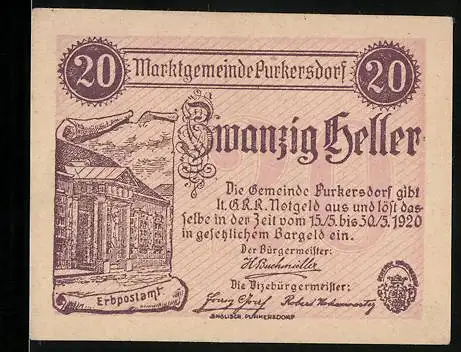 20 Marktgemeinde Purkersdorf 20
Zwanzig Heller
Die Gemeinde Purkersdorf gibt
lt. G.R.R. Notgeld aus und löst das-
selbe in der Zeit vom 15./5. bis 30./5. 1920
in gesetzlichem Bargeld ein.
Der Bürgermeister:
H. Buchmüller
Die Vizebürgermeister:
Erbpostamt